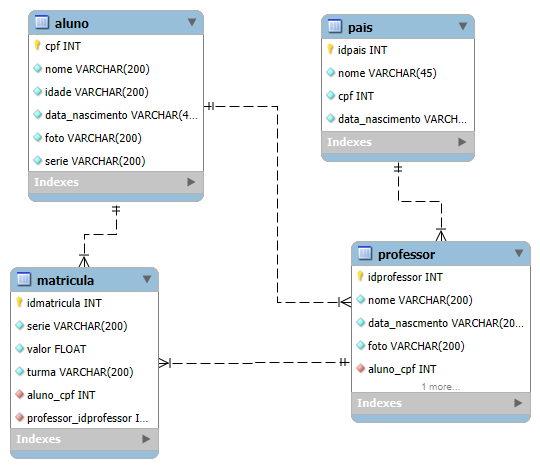 aluno
cpf INT
nome VARCHAR(200)
idade VARCHAR(200)
data_nascimento VARCHAR(4...
foto VARCHAR(200)
serie VARCHAR(200)
Indexes
pais
idpais INT
nome VARCHAR(45)
cpf INT
data_nascimento VARCH...
Indexes
matricula
idmatricula INT
serie VARCHAR(200)
valor FLOAT
turma VARCHAR(200)
aluno_cpf INT
professor_idprofessor I...
Indexes
professor
idprofessor INT
nome VARCHAR(200)
data_nascmento VARCHAR(20...
foto VARCHAR(200)
aluno_cpf INT
1 more...
Indexes